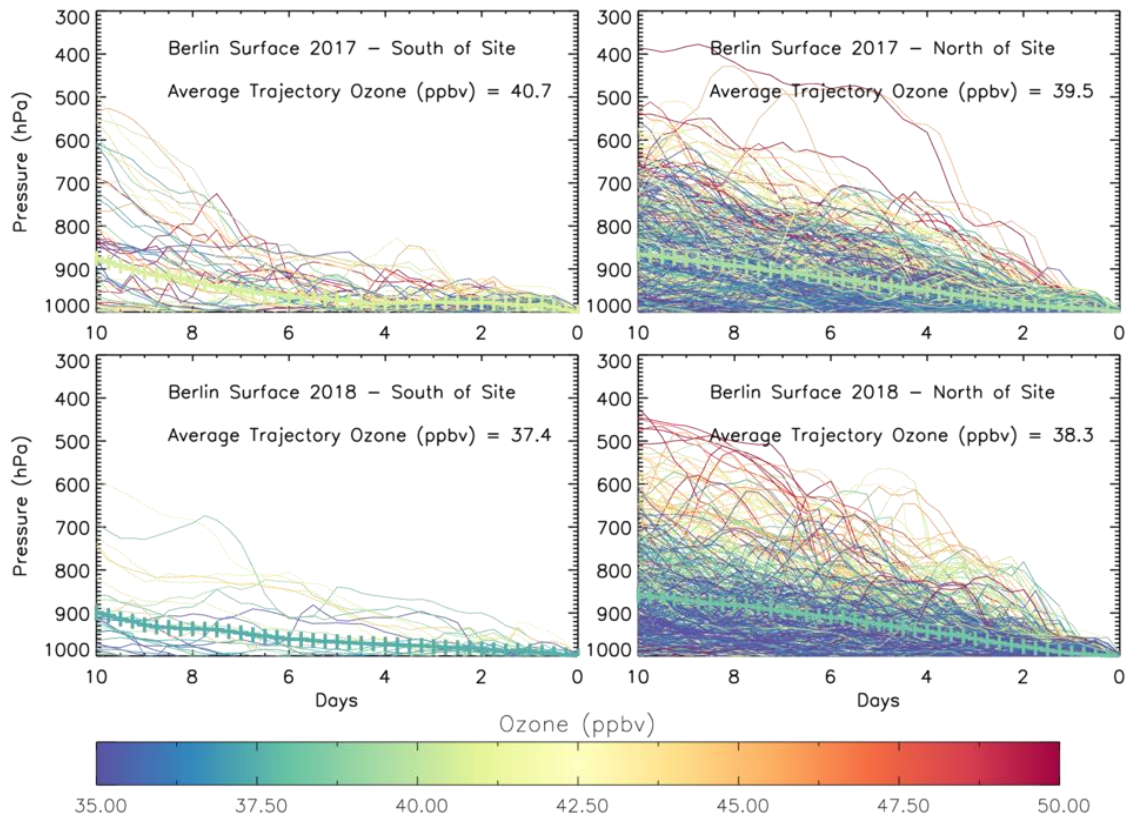 Berlin Surface 2017 – South of Site
Average Trajectory Ozone (ppbv) = 40.7
Pressure (hPa)
300
400
500
600
700
800
900
1000
10 8 6 4 2 0
Berlin Surface 2017 – North of Site
Average Trajectory Ozone (ppbv) = 39.5
300
400
500
600
700
800
900
1000
10 8 6 4 2 0
Berlin Surface 2018 – South of Site
Average Trajectory Ozone (ppbv) = 37.4
Pressure (hPa)
300
400
500
600
700
800
900
1000
10 8 6 4 2 0
Days
Berlin Surface 2018 – North of Site
Average Trajectory Ozone (ppbv) = 38.3
300
400
500
600
700
800
900
1000
10 8 6 4 2 0
Days
Ozone (ppbv)
35.00 37.50 40.00 42.50 45.00 47.50 50.00